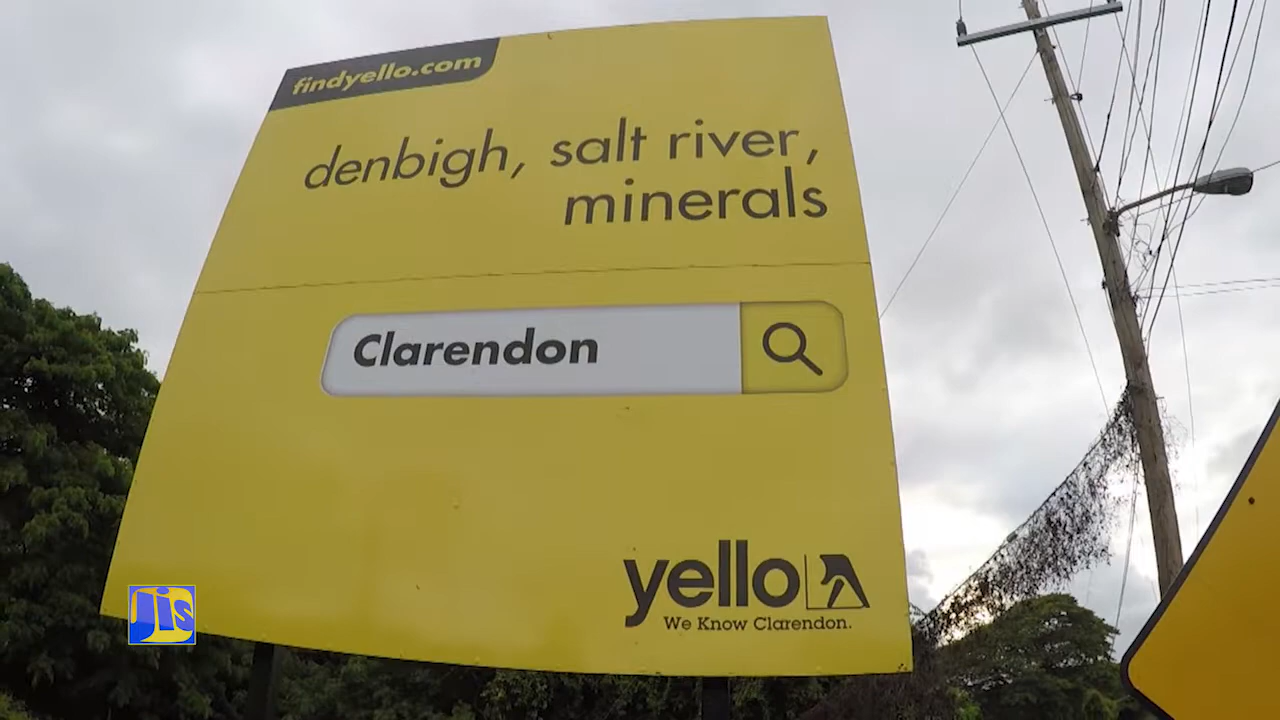 findyello.com
denbigh, salt river,
minerals
Clarendon
yello
We Know Clarendon.
Jis